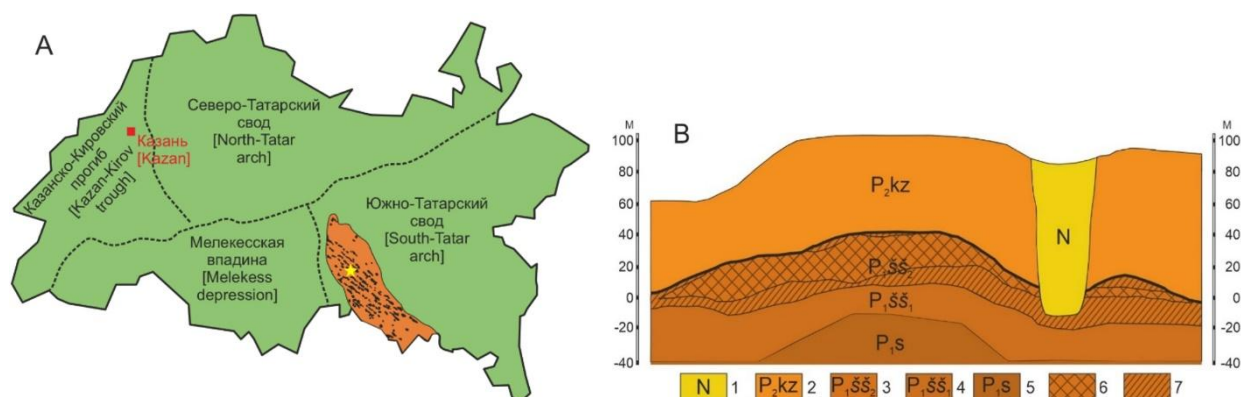 A
Северо-Татарский
свод
[North-Tatar
arch]
Казанско-Кировский
прогиб
[Kazan-Kirov
trough]
Казань
[Kazan]
Южно-Татарский
свод
[South-Tatar
arch]
Мелекесская
впадина
[Melekess
depression]
B
м
100
80
60
40
20
0
-20
-40
P₂kz
N
P₁šš₂
P₁šš₁
P₁s
м
100
80
60
40
20
0
-20
-40
N 1 P₂kz 2 P₁šš₂ 3 P₁šš₁ 4 P₁s 5 6 7